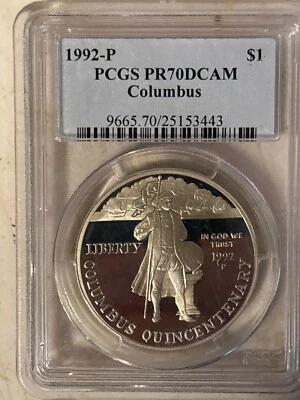 1992-P $1
PCGS PR70DCAM
Columbus
9665.70/25153443
LIBERTY
IN GOD WE
TRUST
1992
P
COLUMBUS QUINCENTENARY